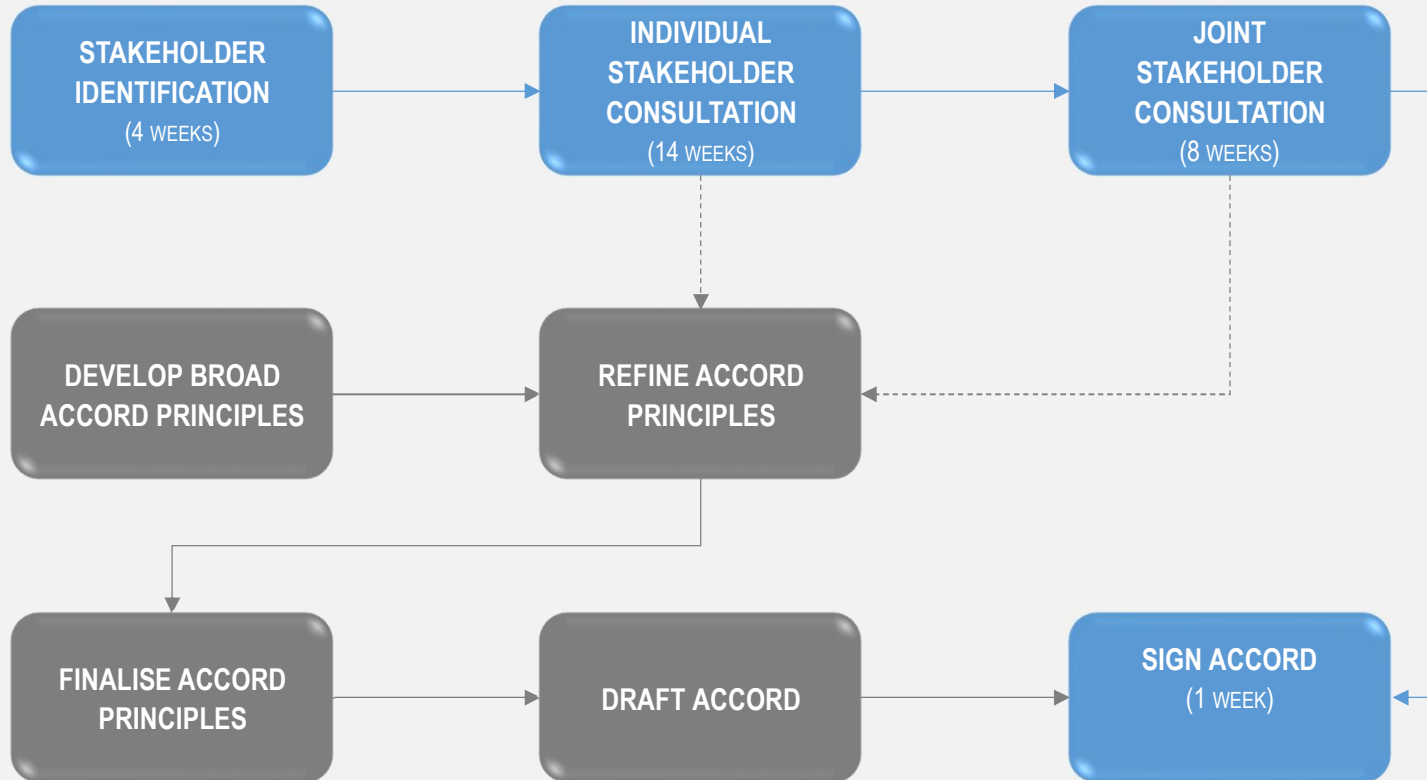 STAKEHOLDER
IDENTIFICATION
(4 WEEKS)
INDIVIDUAL
STAKEHOLDER
CONSULTATION
(14 WEEKS)
JOINT
STAKEHOLDER
CONSULTATION
(8 WEEKS)
DEVELOP BROAD
ACCORD PRINCIPLES
REFINE ACCORD
PRINCIPLES
FINALISE ACCORD
PRINCIPLES
DRAFT ACCORD
SIGN ACCORD
(1 WEEK)